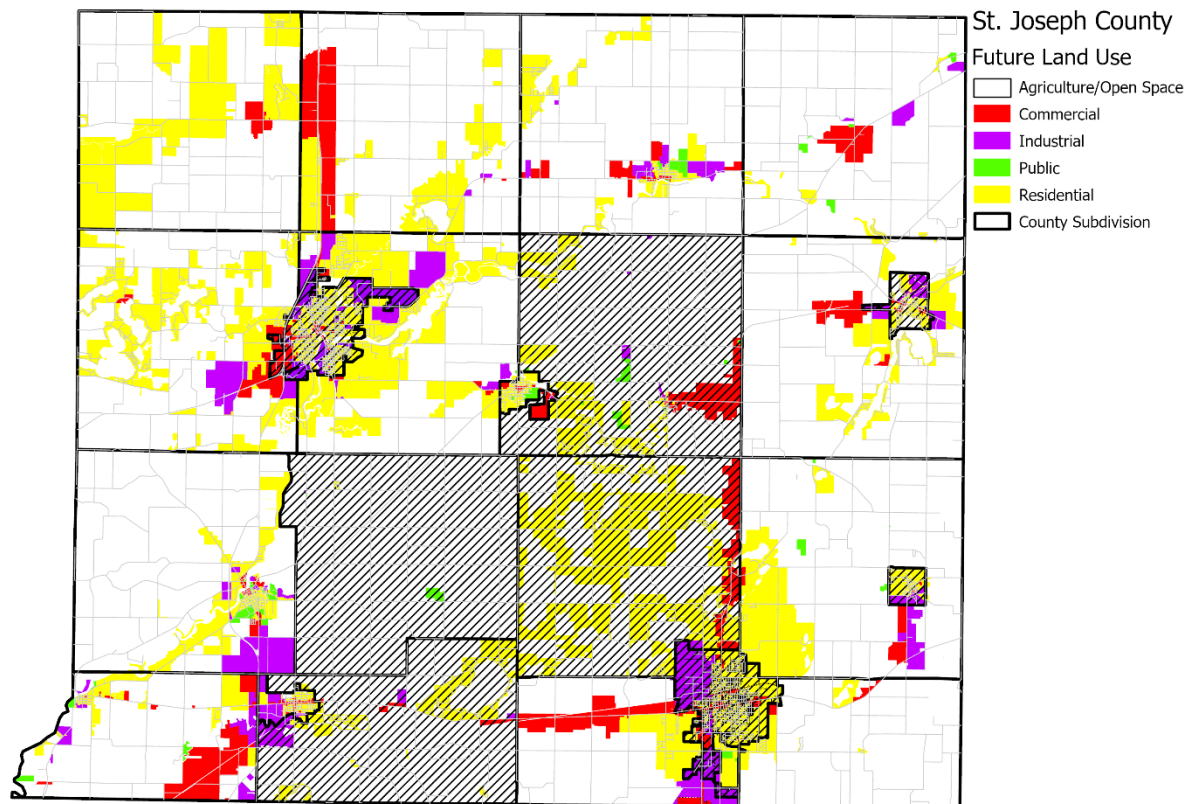 St. Joseph County
Future Land Use
Agriculture/Open Space
Commercial
Industrial
Public
Residential
County Subdivision